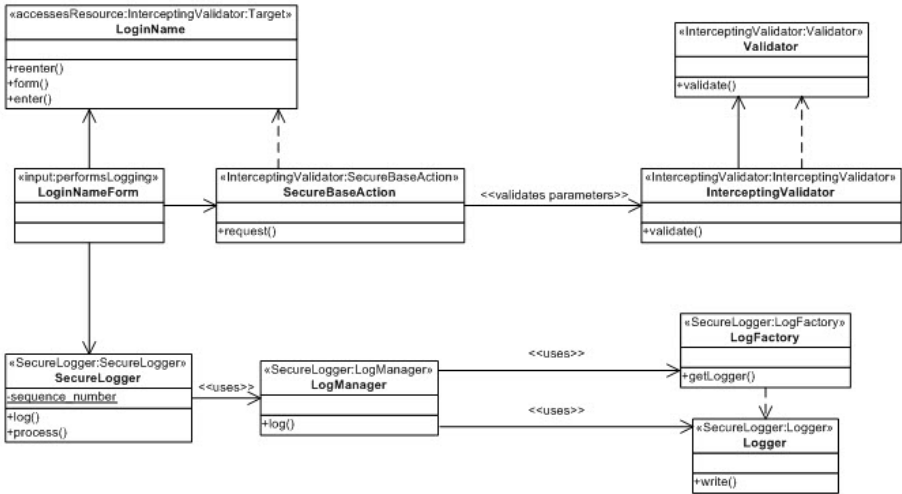 «accessesResource:InterceptingValidator:Target»
LoginName
+reenter()
+form()
+enter()
«InterceptingValidator:Validator»
Validator
+validate()
«input:performsLogging»
LoginNameForm
«InterceptingValidator:SecureBaseAction»
SecureBaseAction
+request()
<<validates parameters>>
«InterceptingValidator:InterceptingValidator»
InterceptingValidator
+validate()
«SecureLogger:SecureLogger»
SecureLogger
-sequence_number
+log()
+process()
<<uses>>
«SecureLogger:LogManager»
LogManager
+log()
<<uses>>
<<uses>>
«SecureLogger:LogFactory»
LogFactory
+getLogger()
«SecureLogger:Logger»
Logger
+write()